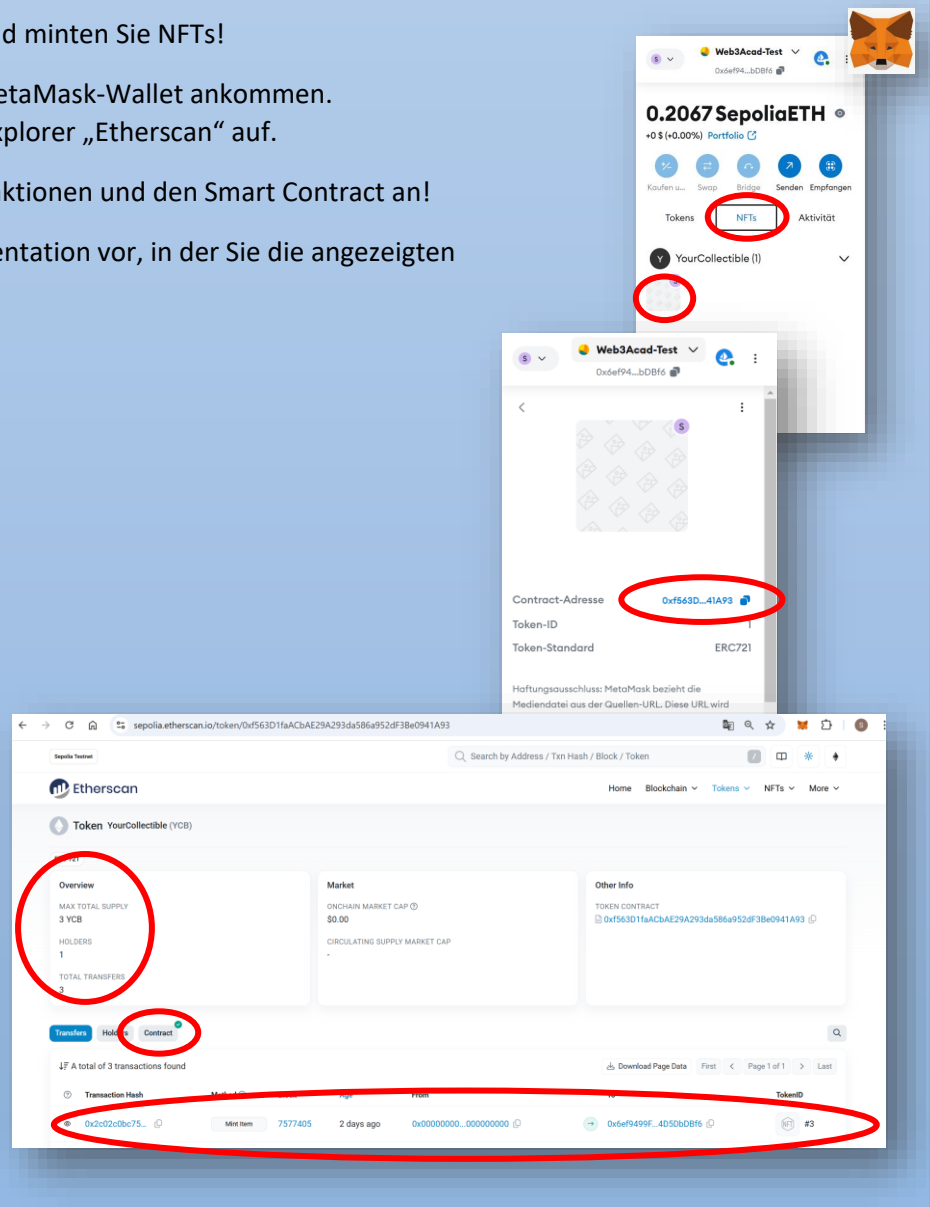 d minten Sie NFTs!
etaMask-Wallet ankommen.
xplorer „Etherscan“ auf.
aktionen und den Smart Contract an!
entation vor, in der Sie die angezeigten
S Web3Acad-Test
0x6ef94...bDBf6
0.2067 SepoliaETH
+0 $ (+0.00%) Portfolio
Kaufen u... Swap Bridge Senden Empfangen
Tokens NFTs Aktivität
Y YourCollectible (1)
S
S Web3Acad-Test
0x6ef94...bDBf6
S
Contract-Adresse 0xf563D...41A93
Token-ID 1
Token-Standard ERC721
Haftungsausschluss: MetaMask bezieht die
Mediendatei aus der Quellen-URL. Diese URL wird
sepolia.etherscan.io/token/0xf563D1faACbAE29A293da586a952dF3Be0941A93
Sepolia Testnet
Search by Address / Txn Hash / Block / Token /
Etherscan
Home Blockchain Tokens NFTs More
Token YourCollectible (YCB)
Overview Market Other Info
MAX TOTAL SUPPLY ONCHAIN MARKET CAP TOKEN CONTRACT
3 YCB $0.00 0xf563D1faACbAE29A293da586a952dF3Be0941A93
HOLDERS CIRCULATING SUPPLY MARKET CAP
1 -
TOTAL TRANSFERS
3
Transfers Holders Contract
A total of 3 transactions found Download Page Data First Page 1 of 1 Last
Transaction Hash Method Age From TokenID
0x2c02c0bc75... Mint Item 7577405 2 days ago 0x00000000...000000000 0x6ef9499F...4D5DbDBf6 NFT #3